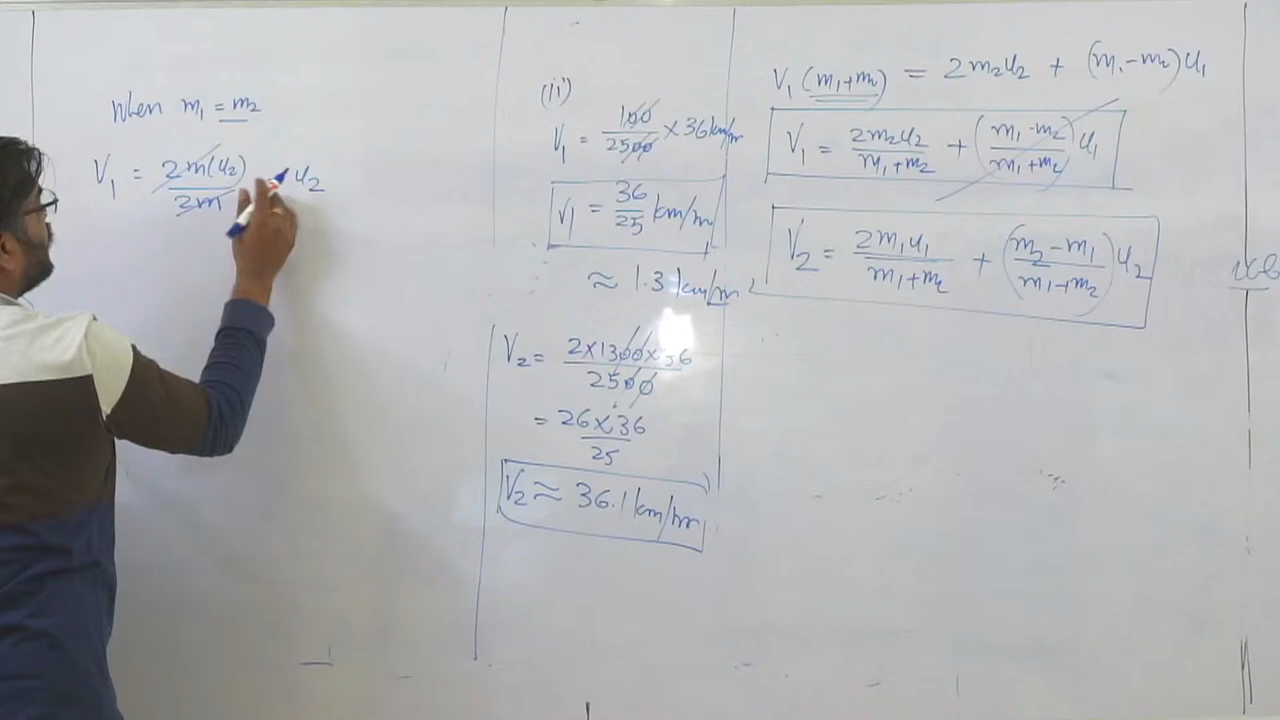 When m₁ = m₂
V₁ = 2m(u₂) / 2m = u₂
(ii)
V₁ = 100 / 2500 × 36 km/hr
V₁ = 36 / 25 km/hr
≈ 1.3 km/hr
V₂ = 2×1300×36 / 2500
= 26×36 / 25
V₂ ≈ 36.1 km/hr
V₁ (m₁+m₂) = 2m₂u₂ + (m₁-m₂)u₁
V₁ = 2m₂u₂ / m₁+m₂ + (m₁-m₂ / m₁+m₂) u₁
V₂ = 2m₁u₁ / m₁+m₂ + (m₂-m₁ / m₁+m₂) u₂